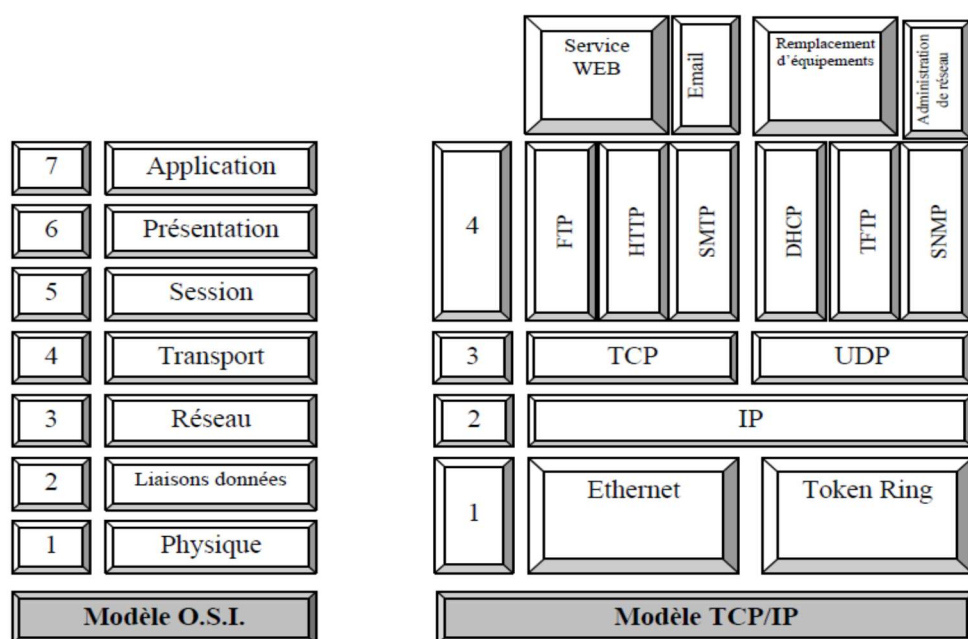 Service
WEB
Email
Remplacement
d'équipements
Administration
de réseau
7
Application
6
Présentation
5
Session
4
Transport
3
Réseau
2
Liaisons données
1
Physique
Modèle O.S.I.
4
FTP
HTTP
SMTP
DHCP
TFTP
SNMP
3
TCP
UDP
2
IP
1
Ethernet
Token Ring
Modèle TCP/IP